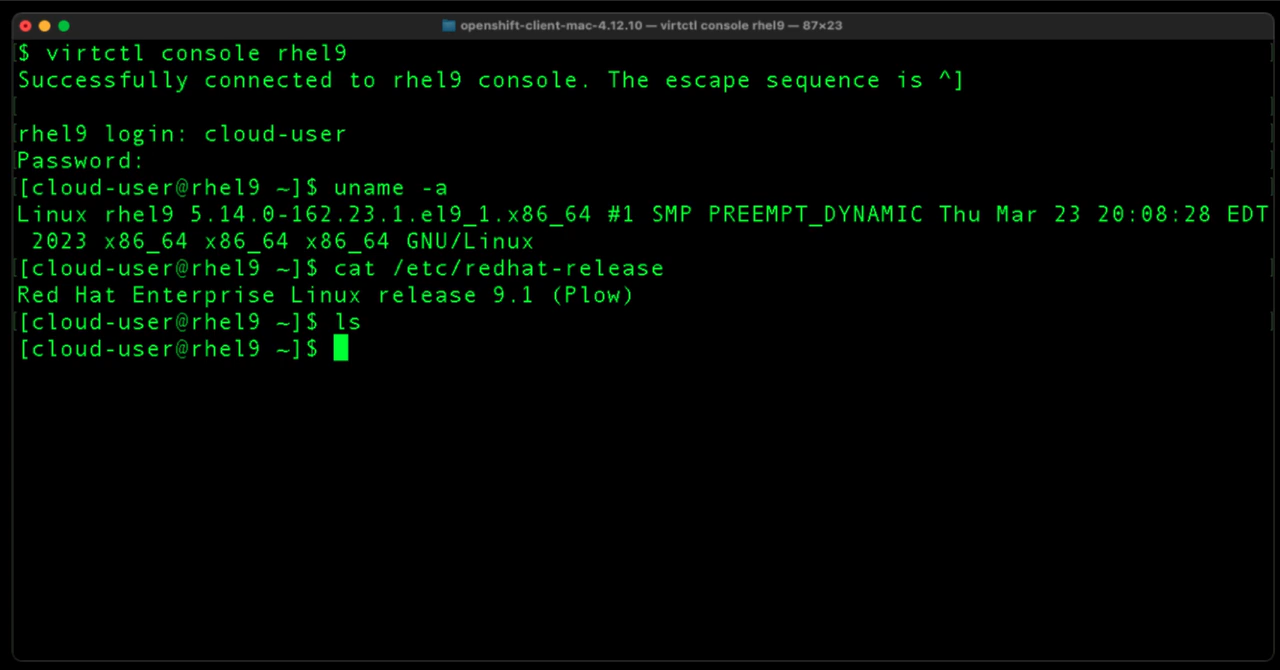 openshift-client-mac-4.12.10 — virtctl console rhel9 — 87×23
$ virtctl console rhel9
Successfully connected to rhel9 console. The escape sequence is ^]
rhel9 login: cloud-user
Password:
[cloud-user@rhel9 ~]$ uname -a
Linux rhel9 5.14.0-162.23.1.el9_1.x86_64 #1 SMP PREEMPT_DYNAMIC Thu Mar 23 20:08:28 EDT
2023 x86_64 x86_64 x86_64 GNU/Linux
[cloud-user@rhel9 ~]$ cat /etc/redhat-release
Red Hat Enterprise Linux release 9.1 (Plow)
[cloud-user@rhel9 ~]$ ls
[cloud-user@rhel9 ~]$